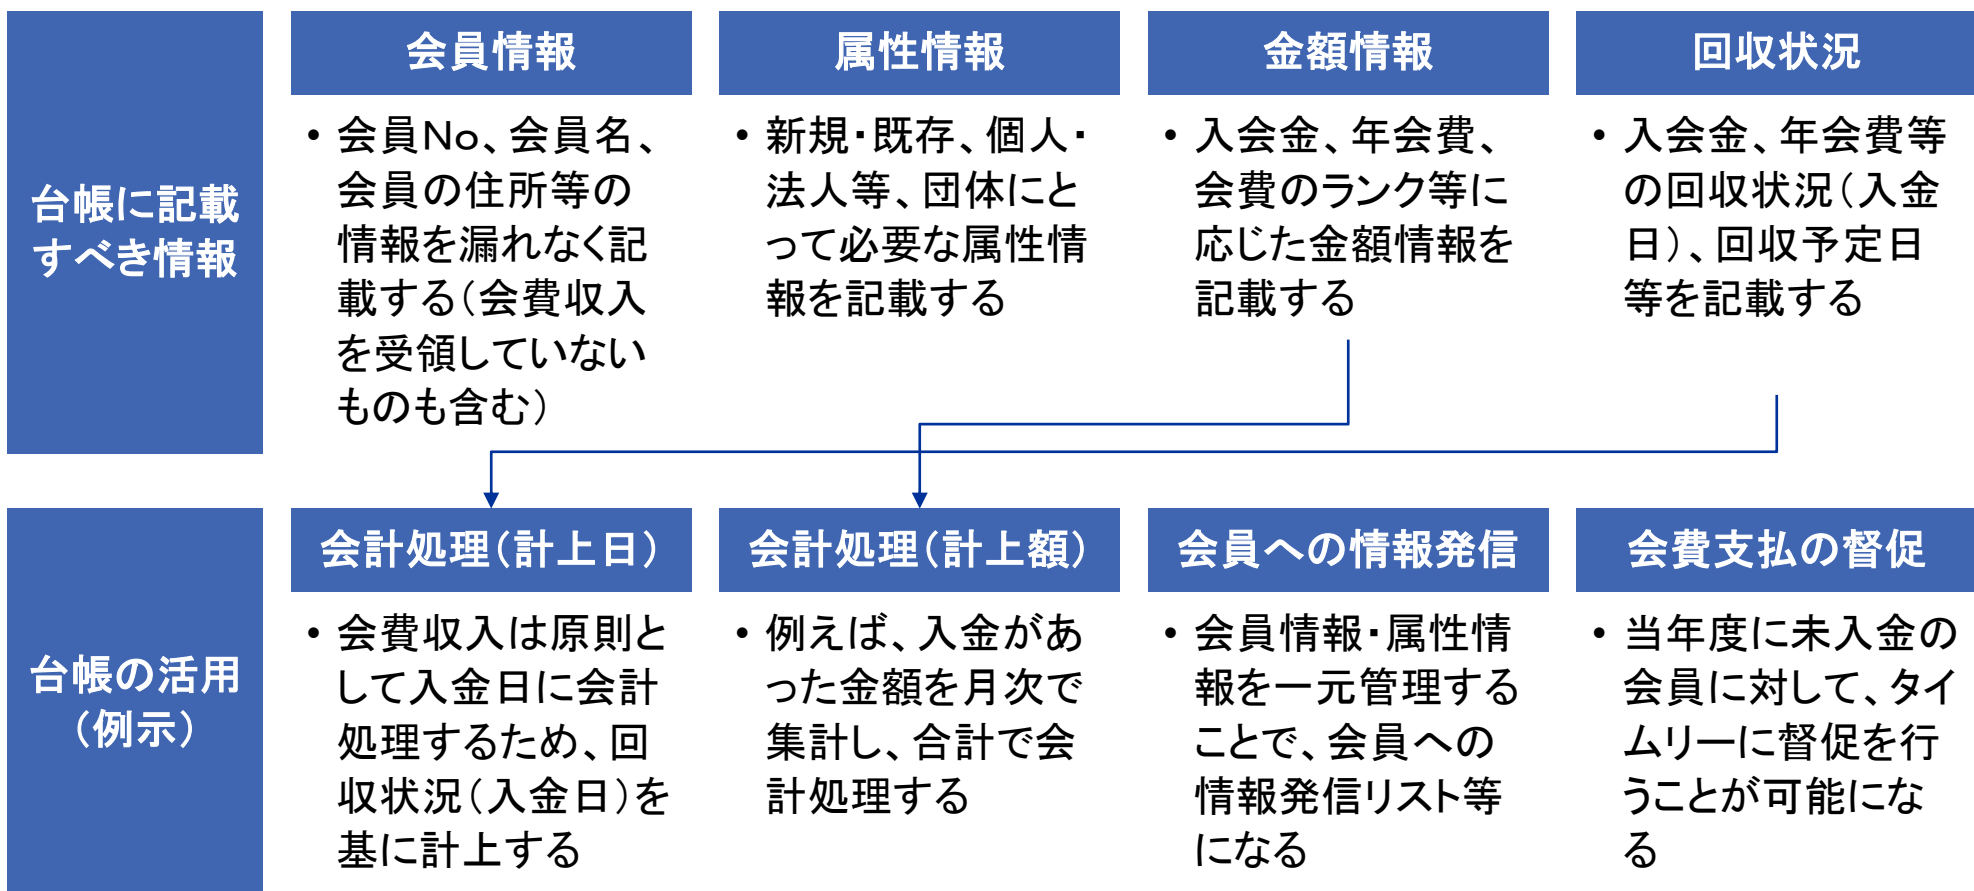 台帳に記載
すべき情報
会員情報
・会員No、会員名、
会員の住所等の
情報を漏れなく記
載する(会費収入
を受領していない
ものも含む)
属性情報
・新規・既存、個人・
法人等、団体にと
って必要な属性情
報を記載する
金額情報
・入会金、年会費、
会費のランク等に
応じた金額情報を
記載する
回収状況
・入会金、年会費等
の回収状況(入金
日)、回収予定日
等を記載する
台帳の活用
(例示)
会計処理(計上日)
・会費収入は原則と
して入金日に会計
処理するため、回
収状況(入金日)を
基に計上する
会計処理(計上額)
・例えば、入金があ
った金額を月次で
集計し、合計で会
計処理する
会員への情報発信
・会員情報・属性情
報を一元管理する
ことで、会員への
情報発信リスト等
になる
会費支払の督促
・当年度に未入金の
会員に対して、タイ
ムリーに督促を行
うことが可能にな
る